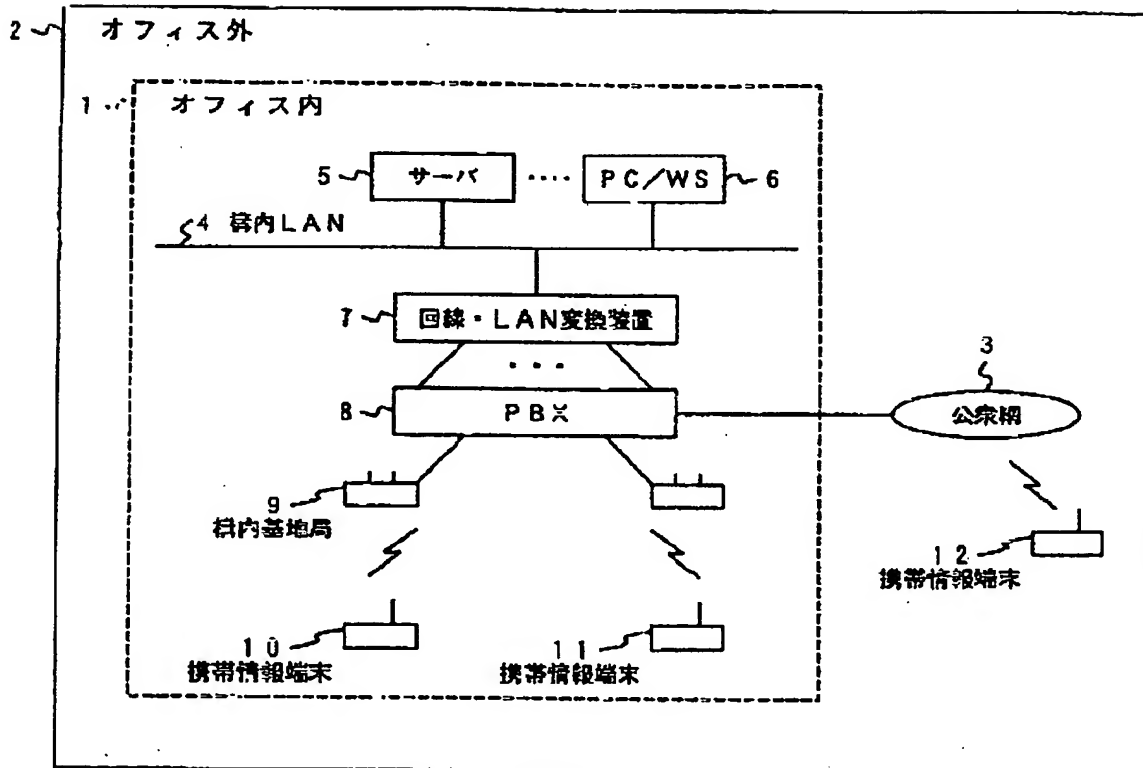 2 オフィス外
1 オフィス内
5 サーバ ････ PC/WS 6
4 構内LAN
7 回線・LAN変換装置
･･･
3
8 PBX 公衆網
9
構内基地局
12
携帯情報端末
10 11
携帯情報端末 携帯情報端末